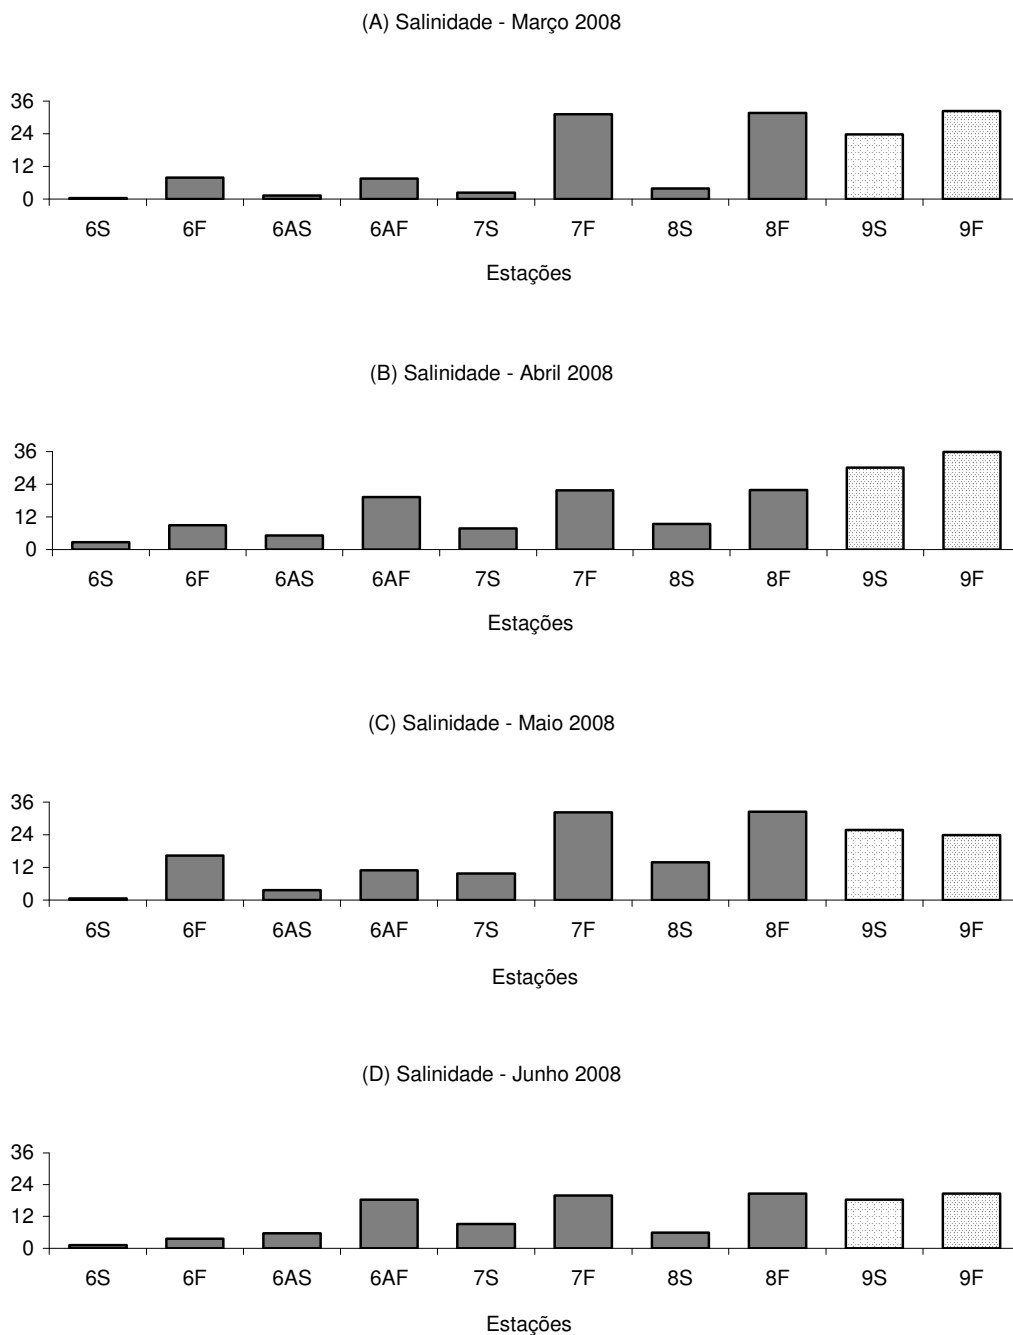 (A) Salinidade - Março 2008
36
24
12
0
6S 6F 6AS 6AF 7S 7F 8S 8F 9S 9F
Estações
(B) Salinidade - Abril 2008
36
24
12
0
6S 6F 6AS 6AF 7S 7F 8S 8F 9S 9F
Estações
(C) Salinidade - Maio 2008
36
24
12
0
6S 6F 6AS 6AF 7S 7F 8S 8F 9S 9F
Estações
(D) Salinidade - Junho 2008
36
24
12
0
6S 6F 6AS 6AF 7S 7F 8S 8F 9S 9F
Estações